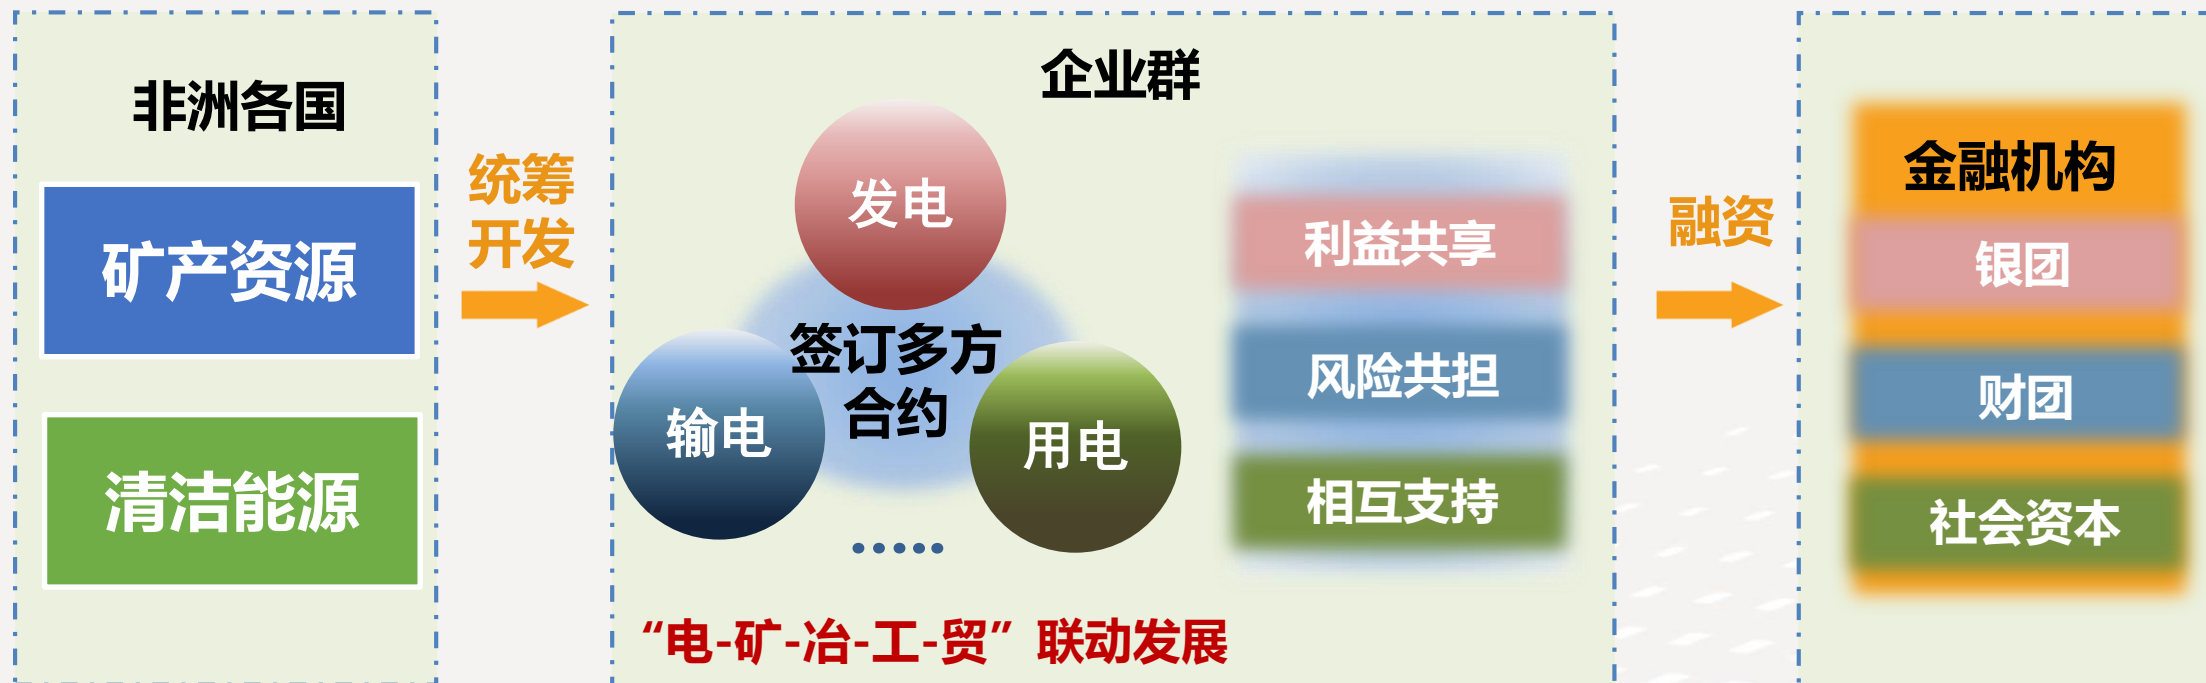 非洲各国
矿产资源
清洁能源
统筹
开发
企业群
发电
签订多方
合约
输电
用电
.....
利益共享
风险共担
相互支持
“电-矿-冶-工-贸” 联动发展
融资
金融机构
银团
财团
社会资本